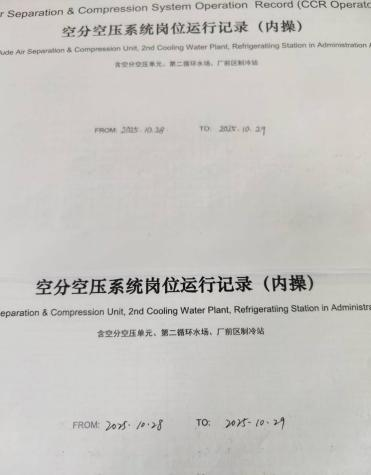 r Separation & Compression System Operation Record (CCR Operato
空分空压系统岗位运行记录（内操）
ude Air Separation & Compression Unit, 2nd Cooling Water Plant, Refrigeratiing Station in Administration A
含空分空压单元、第二循环水场、厂前区制冷站
FROM: 2025.10.28 TO: 2025.10.29
空分空压系统岗位运行记录（内操）
eparation & Compression Unit, 2nd Cooling Water Plant, Refrigeratiing Station in Administra
含空分空压单元、第二循环水场、厂前区制冷站
FROM: 2025.10.28 TO: 2025.10.29